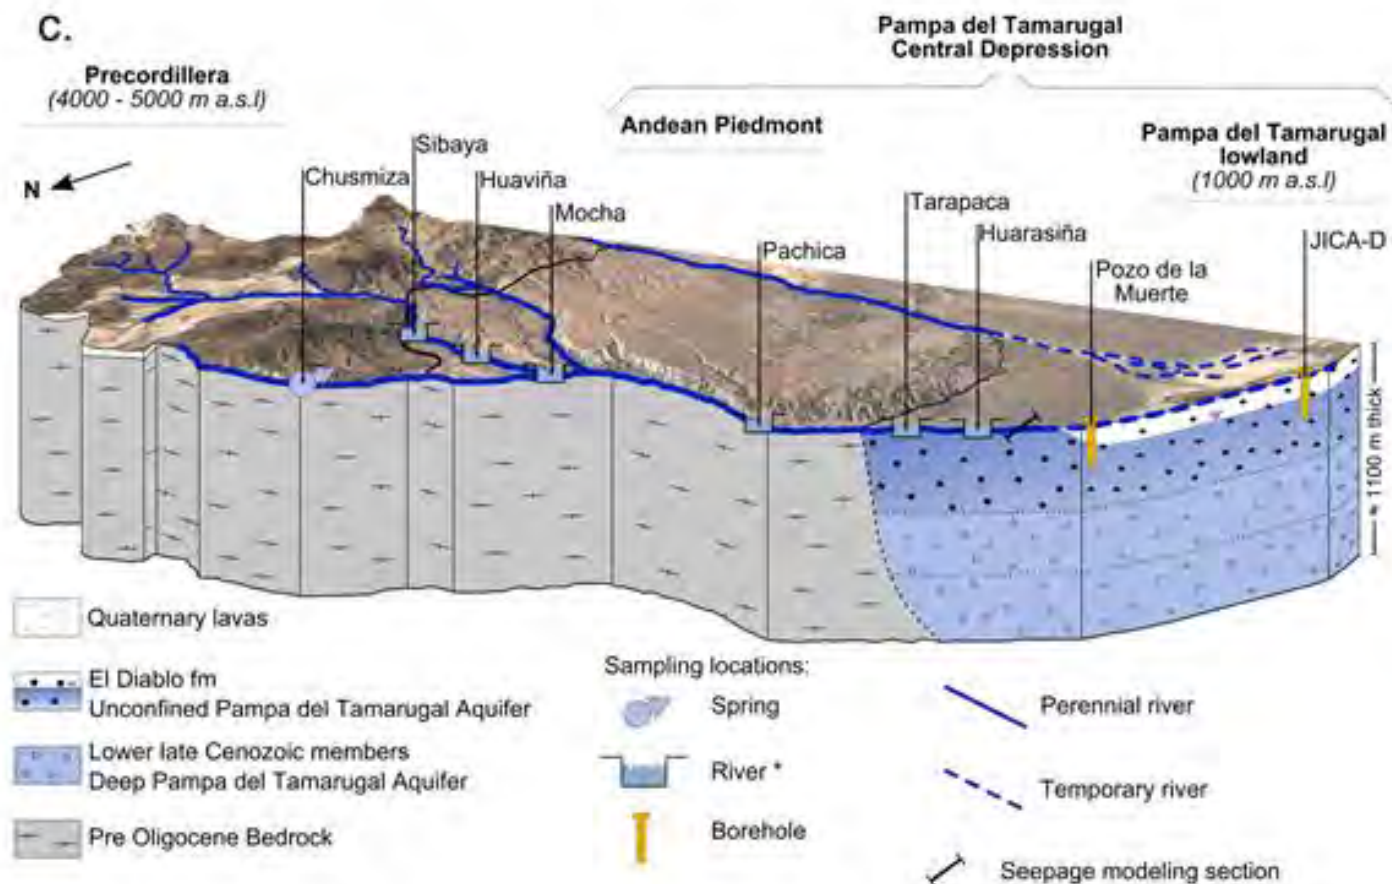 C.
Pampa del Tamarugal
Central Depression
Precordillera
(4000 - 5000 m a.s.l)
Andean Piedmont
Pampa del Tamarugal
lowland
(1000 m a.s.l)
N
Sibaya
Chusmiza
Huaviña
Mocha
Pachica
Tarapaca
Huarasiña
Pozo de la
Muerte
JICA-D
≈ 1100 m thick
Quaternary lavas
El Diablo fm
Unconfined Pampa del Tamarugal Aquifer
Lower late Cenozoic members
Deep Pampa del Tamarugal Aquifer
Pre Oligocene Bedrock
Sampling locations:
Spring
River *
Borehole
Perennial river
Temporary river
Seepage modeling section